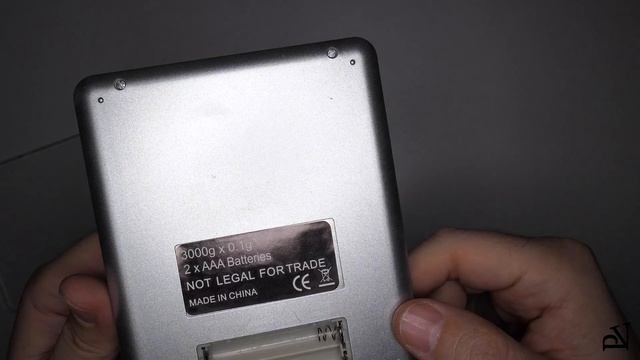 3000g x 0.1g
2 x AAA Batteries
NOT LEGAL FOR TRADE
CE
MADE IN CHINA